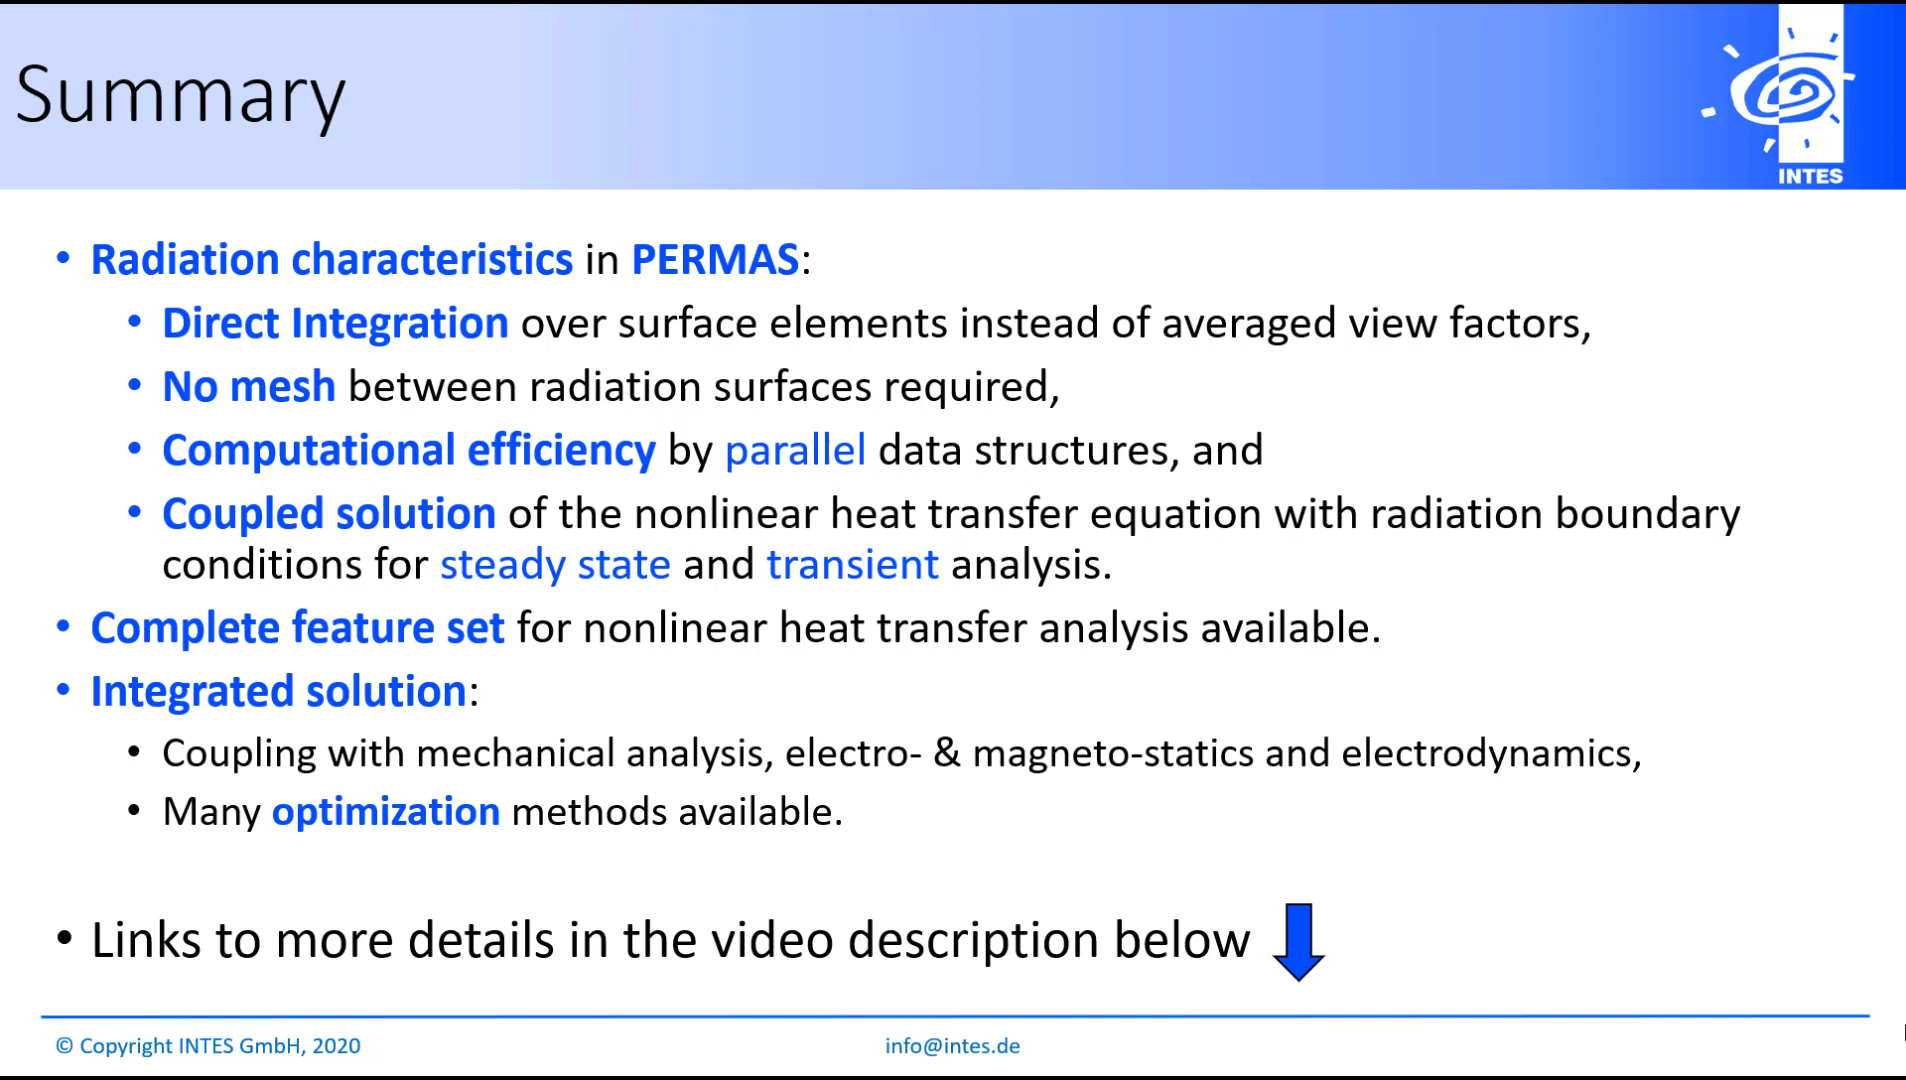 Summary
INTES
• Radiation characteristics in PERMAS:
• Direct Integration over surface elements instead of averaged view factors,
• No mesh between radiation surfaces required,
• Computational efficiency by parallel data structures, and
• Coupled solution of the nonlinear heat transfer equation with radiation boundary
conditions for steady state and transient analysis.
• Complete feature set for nonlinear heat transfer analysis available.
• Integrated solution:
• Coupling with mechanical analysis, electro- & magneto-statics and electrodynamics,
• Many optimization methods available.
• Links to more details in the video description below
© Copyright INTES GmbH, 2020
info@intes.de